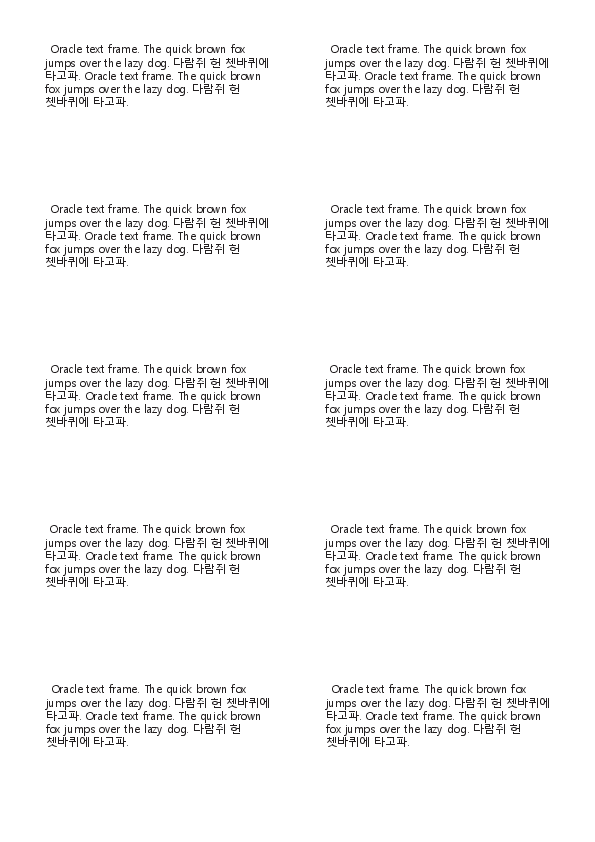 Oracle text frame. The quick brown fox
jumps over the lazy dog. 다람쥐 헌 쳇바퀴에
타고파. Oracle text frame. The quick brown
fox jumps over the lazy dog. 다람쥐 헌
쳇바퀴에 타고파.
Oracle text frame. The quick brown fox
jumps over the lazy dog. 다람쥐 헌 쳇바퀴에
타고파. Oracle text frame. The quick brown
fox jumps over the lazy dog. 다람쥐 헌
쳇바퀴에 타고파.
Oracle text frame. The quick brown fox
jumps over the lazy dog. 다람쥐 헌 쳇바퀴에
타고파. Oracle text frame. The quick brown
fox jumps over the lazy dog. 다람쥐 헌
쳇바퀴에 타고파.
Oracle text frame. The quick brown fox
jumps over the lazy dog. 다람쥐 헌 쳇바퀴에
타고파. Oracle text frame. The quick brown
fox jumps over the lazy dog. 다람쥐 헌
쳇바퀴에 타고파.
Oracle text frame. The quick brown fox
jumps over the lazy dog. 다람쥐 헌 쳇바퀴에
타고파. Oracle text frame. The quick brown
fox jumps over the lazy dog. 다람쥐 헌
쳇바퀴에 타고파.
Oracle text frame. The quick brown fox
jumps over the lazy dog. 다람쥐 헌 쳇바퀴에
타고파. Oracle text frame. The quick brown
fox jumps over the lazy dog. 다람쥐 헌
쳇바퀴에 타고파.
Oracle text frame. The quick brown fox
jumps over the lazy dog. 다람쥐 헌 쳇바퀴에
타고파. Oracle text frame. The quick brown
fox jumps over the lazy dog. 다람쥐 헌
쳇바퀴에 타고파.
Oracle text frame. The quick brown fox
jumps over the lazy dog. 다람쥐 헌 쳇바퀴에
타고파. Oracle text frame. The quick brown
fox jumps over the lazy dog. 다람쥐 헌
쳇바퀴에 타고파.
Oracle text frame. The quick brown fox
jumps over the lazy dog. 다람쥐 헌 쳇바퀴에
타고파. Oracle text frame. The quick brown
fox jumps over the lazy dog. 다람쥐 헌
쳇바퀴에 타고파.
Oracle text frame. The quick brown fox
jumps over the lazy dog. 다람쥐 헌 쳇바퀴에
타고파. Oracle text frame. The quick brown
fox jumps over the lazy dog. 다람쥐 헌
쳇바퀴에 타고파.